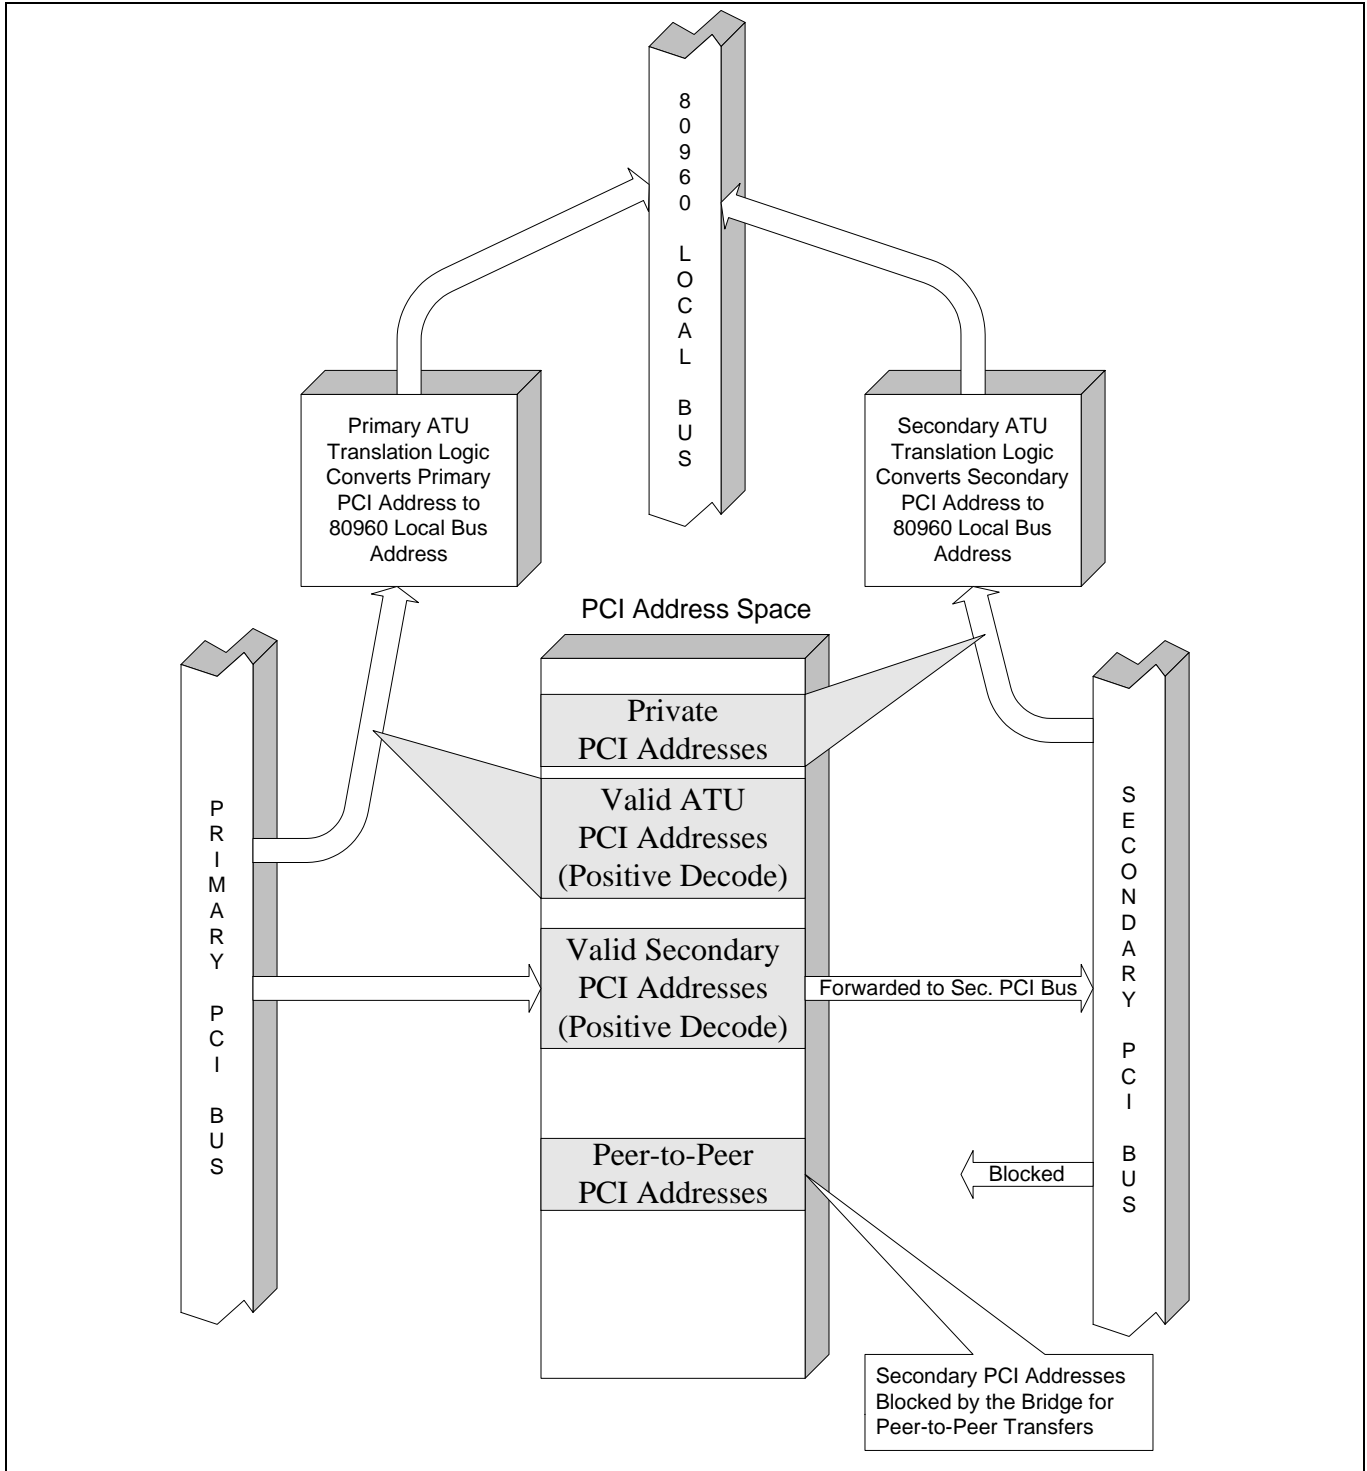 80960 LOCAL BUS
Primary ATU
Translation Logic
Converts Primary
PCI Address to
80960 Local Bus
Address
Secondary ATU
Translation Logic
Converts Secondary
PCI Address to
80960 Local Bus
Address
PCI Address Space
Private
PCI Addresses
Valid ATU
PCI Addresses
(Positive Decode)
PRIMARY PCI BUS
SECONDARY PCI BUS
Valid Secondary
PCI Addresses
(Positive Decode)
Forwarded to Sec. PCI Bus
Peer-to-Peer
PCI Addresses
Blocked
Secondary PCI Addresses
Blocked by the Bridge for
Peer-to-Peer Transfers